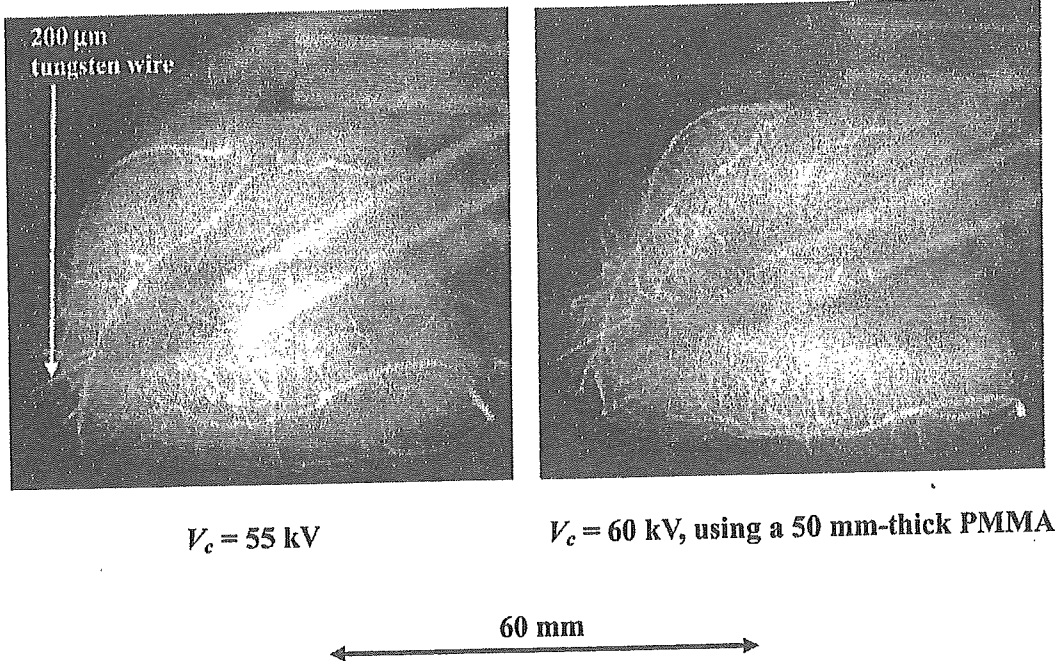 200 µm
tungsten wire
V_c = 55 kV
V_c = 60 kV, using a 50 mm-thick PMMA
60 mm